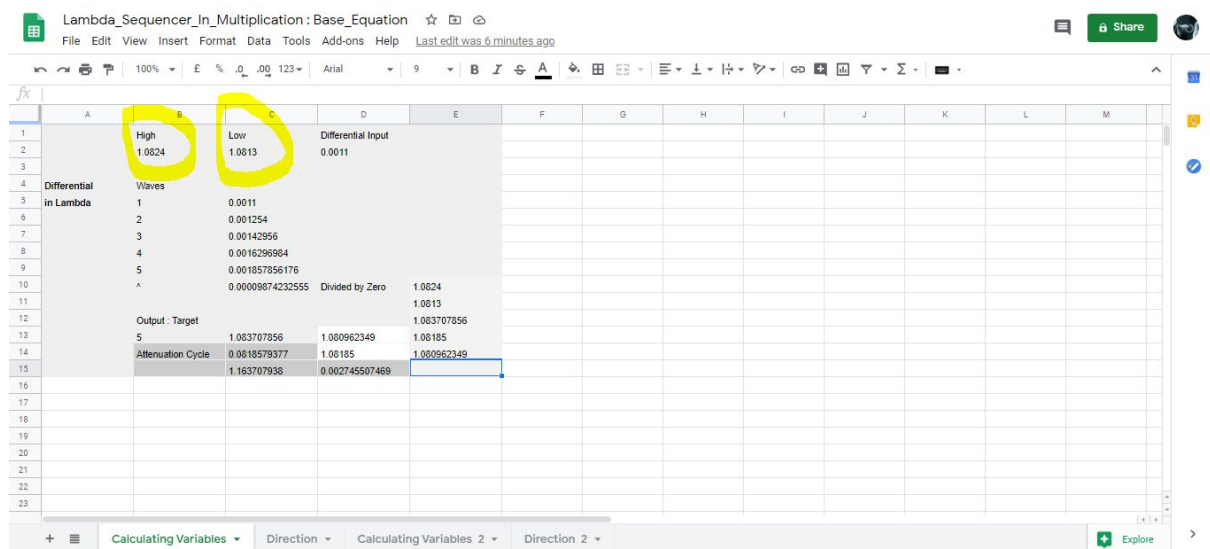 Lambda_Sequencer_In_Multiplication : Base_Equation
File Edit View Insert Format Data Tools Add-ons Help Last edit was 6 minutes ago
Share
100% £ % .0 .00 123 Arial 9 B I S A
31
fx
A B C D E F G H I J K L M
1 High Low Differential Input
2 1.0824 1.0813 0.0011
3
4 Differential Waves
5 in Lambda 1 0.0011
6 2 0.001254
7 3 0.00142956
8 4 0.0016296984
9 5 0.001857856176
10 ^ 0.00009874232555 Divided by Zero 1.0824
11 1.0813
12 Output : Target 1.083707856
13 5 1.083707856 1.080962349 1.08185
14 Attenuation Cycle 0.0818579377 1.08185 1.080962349
15 1.163707938 0.002745507469
16
17
18
19
20
21
22
23
+ Calculating Variables Direction Calculating Variables 2 Direction 2 Explore